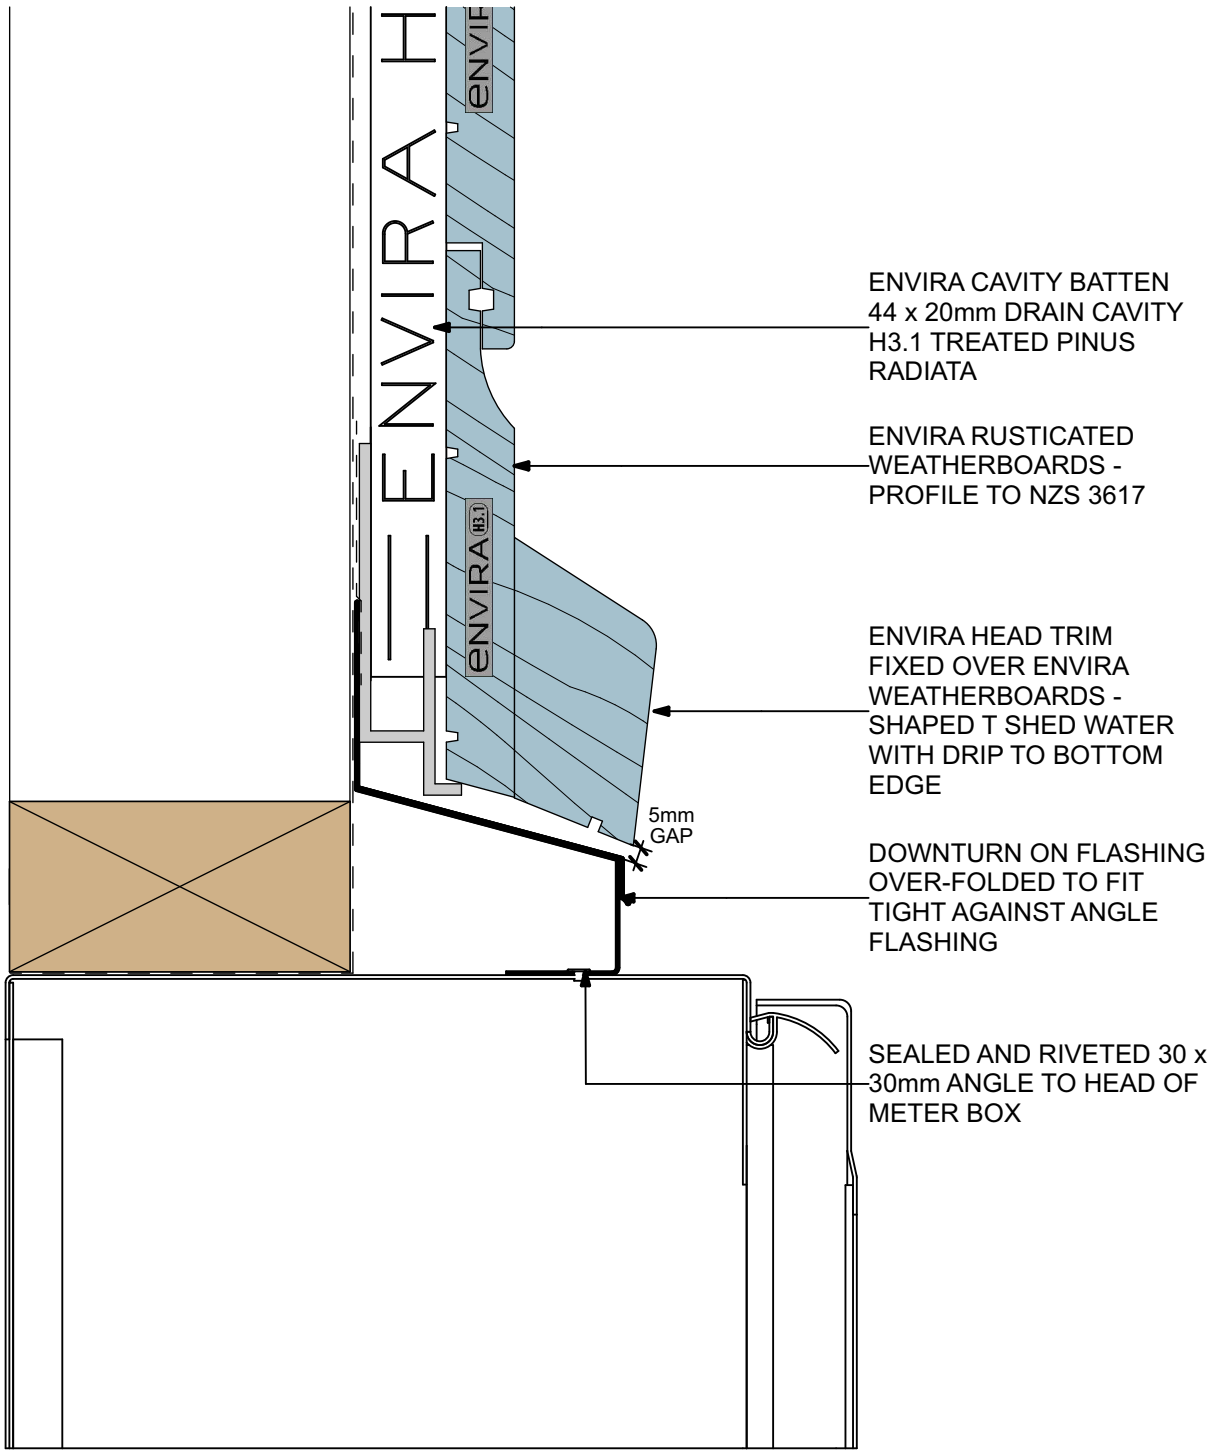 ENVIRA H
ENVIR
ENVIRA CAVITY BATTEN
44 x 20mm DRAIN CAVITY
H3.1 TREATED PINUS
RADIATA
ENVIRA RUSTICATED
WEATHERBOARDS -
PROFILE TO NZS 3617
eNVIRA H3.1
ENVIRA HEAD TRIM
FIXED OVER ENVIRA
WEATHERBOARDS -
SHAPED T SHED WATER
WITH DRIP TO BOTTOM
EDGE
5mm
GAP
DOWNTURN ON FLASHING
OVER-FOLDED TO FIT
TIGHT AGAINST ANGLE
FLASHING
SEALED AND RIVETED 30 x
30mm ANGLE TO HEAD OF
METER BOX